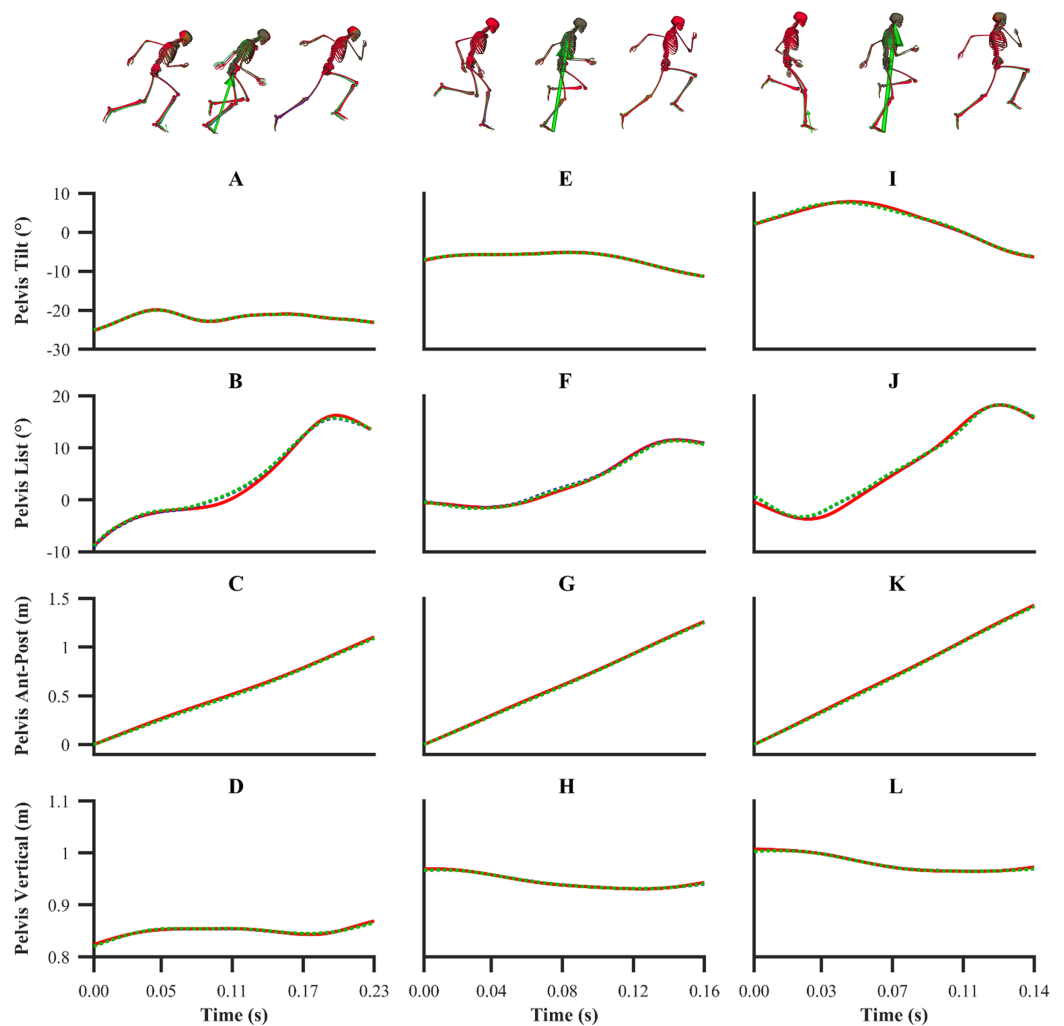 A E I
Pelvis Tilt (°)
10
0
-10
-20
-30
B F J
Pelvis List (°)
20
10
0
-10
C G K
Pelvis Ant-Post (m)
1.5
1
0.5
0
D H L
Pelvis Vertical (m)
1.1
1
0.9
0.8
0.00 0.05 0.11 0.17 0.23 0.00 0.04 0.08 0.12 0.16 0.00 0.03 0.07 0.11 0.14
Time (s) Time (s) Time (s)